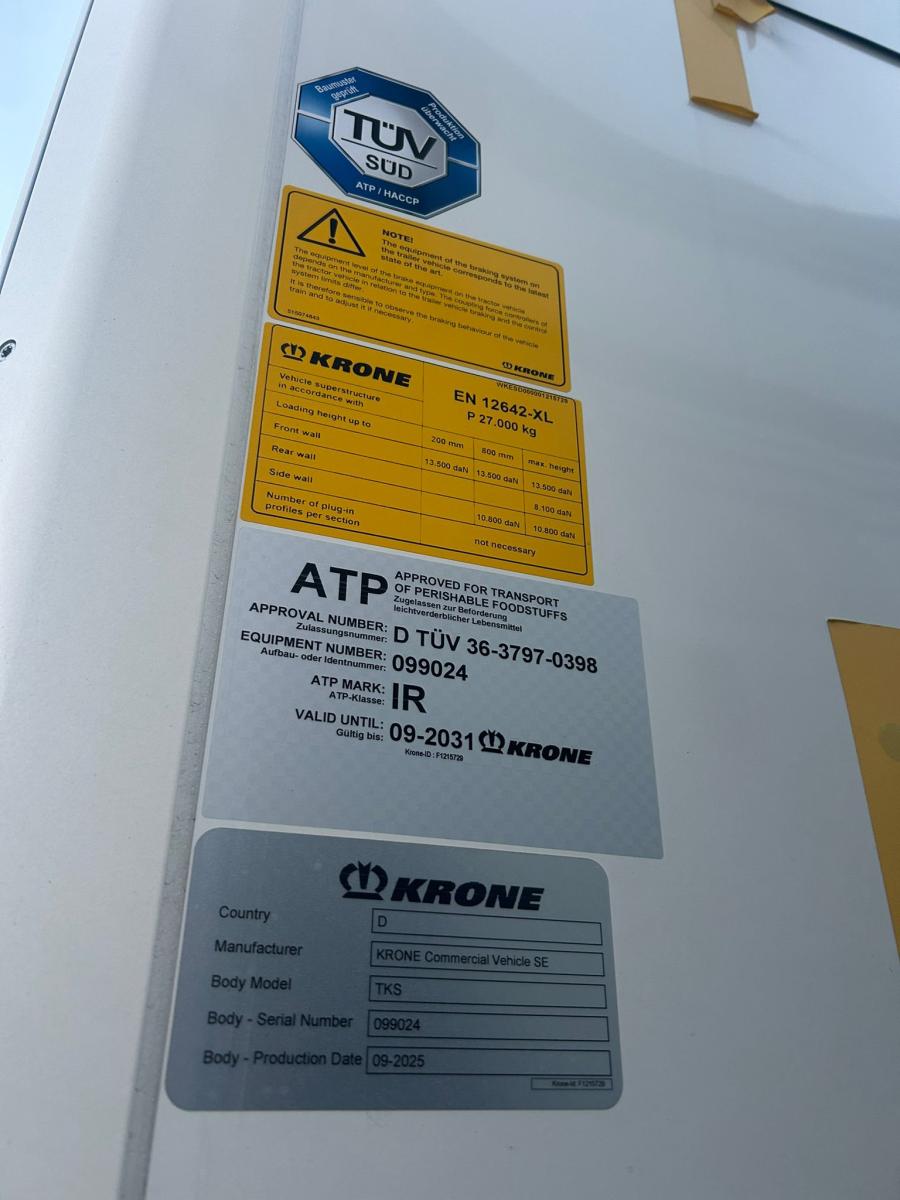 Baumuster
geprüft
Produktion
überwacht
TÜV
SÜD
ATP / HACCP
NOTE!
The equipment of the braking system on
the trailer vehicle corresponds to the latest
state of the art.
The equipment level of the brake equipment on the tractor vehicle
depends on the manufacturer and type. The coupling force controllers of
the tractor vehicle in relation to the trailer vehicle braking and the control
system limits differ.
It is therefore sensible to observe the braking behaviour of the vehicle
train and to adjust it if necessary.
515074843
KRONE
WKESD000001215729
KRONE
Vehicle superstructure
in accordance with
EN 12642-XL
P 27.000 kg
Loading height up to
200 mm 800 mm max. height
Front wall
13.500 daN 13.500 daN 13.500 daN
Rear wall
8.100 daN
Side wall
10.800 daN 10.800 daN
Number of plug-in
profiles per section
not necessary
ATP
APPROVED FOR TRANSPORT
OF PERISHABLE FOODSTUFFS
Zugelassen zur Beförderung
leichtverderblicher Lebensmittel
APPROVAL NUMBER: D TÜV 36-3797-0398
Zulassungsnummer:
EQUIPMENT NUMBER: 099024
Aufbau- oder Identnummer:
ATP MARK: IR
ATP-Klasse:
VALID UNTIL: 09-2031
Gültig bis:
KRONE
Krone-ID : F1215729
KRONE
Country D
Manufacturer KRONE Commercial Vehicle SE
Body Model TKS
Body - Serial Number 099024
Body - Production Date 09-2025
Krone-Id: F1215729